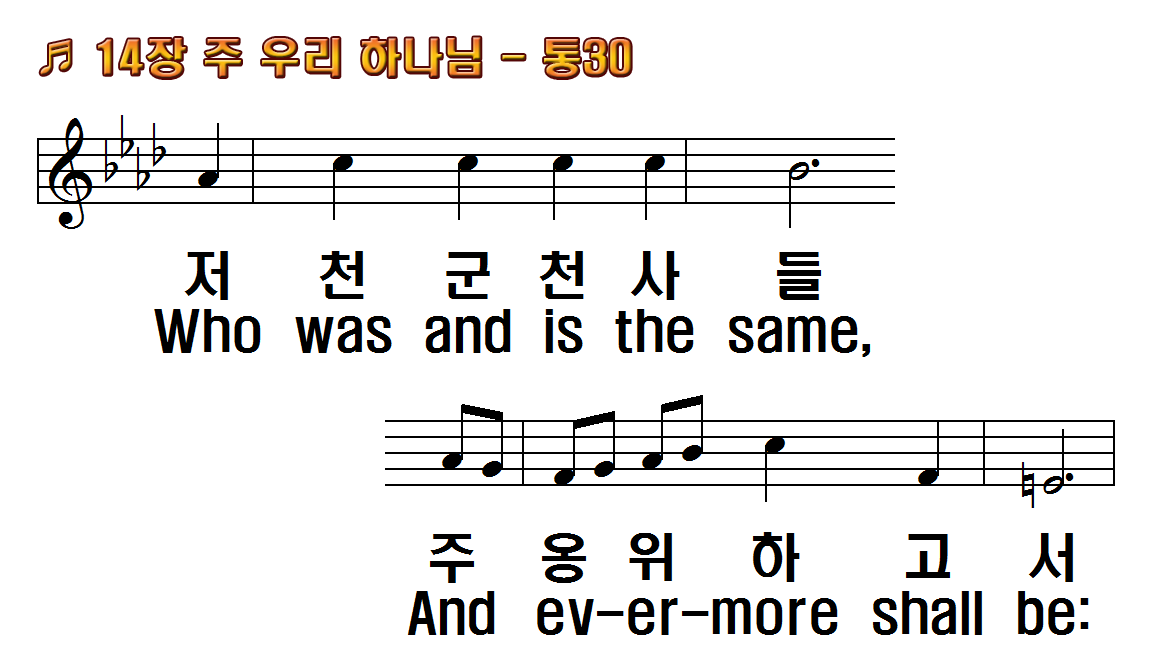 ♬ 14장 주 우리 하나님 - 통30
저 천 군 천 사 들
Who was and is the same,
주 옹 위 하 고 서
And ev-er-more shall be: